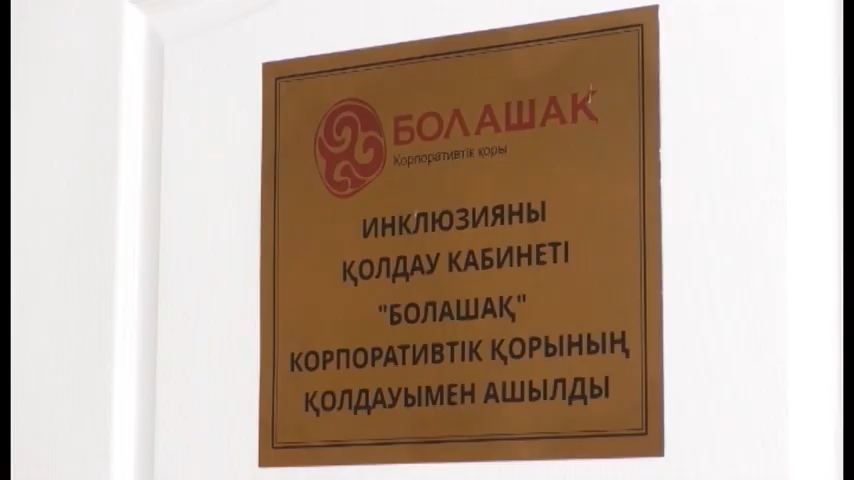 БОЛАШАҚ
Корпоративтік қоры
ИНКЛЮЗИЯНЫ
ҚОЛДАУ КАБИНЕТІ
"БОЛАШАҚ"
КОРПОРАТИВТІК ҚОРЫНЫҢ
ҚОЛДАУЫМЕН АШЫЛДЫ